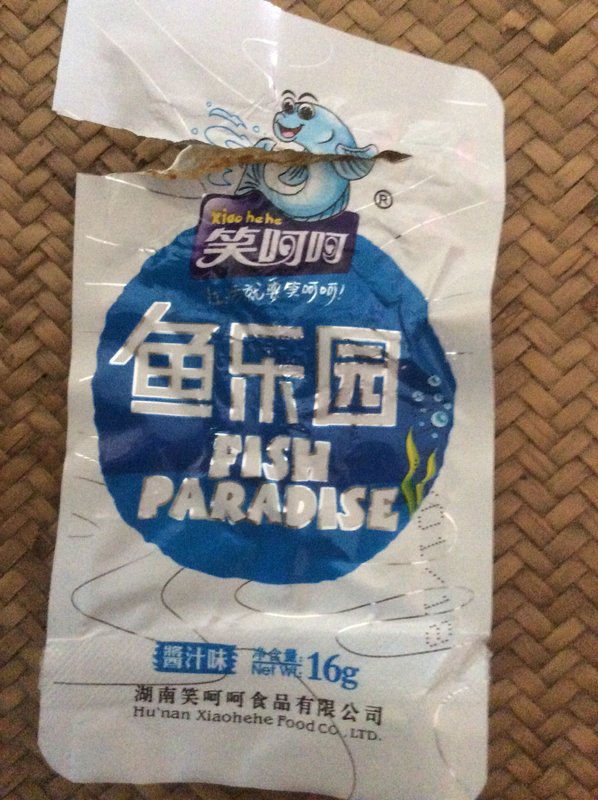 ®
Xiao hehe
笑呵呵
鱼乐园
FISH
PARADISE
醬汁味
净含量:
Net Wt: 16g
湖南笑呵呵食品有限公司
Hu'nan Xiaohehe Food CO., LTD.